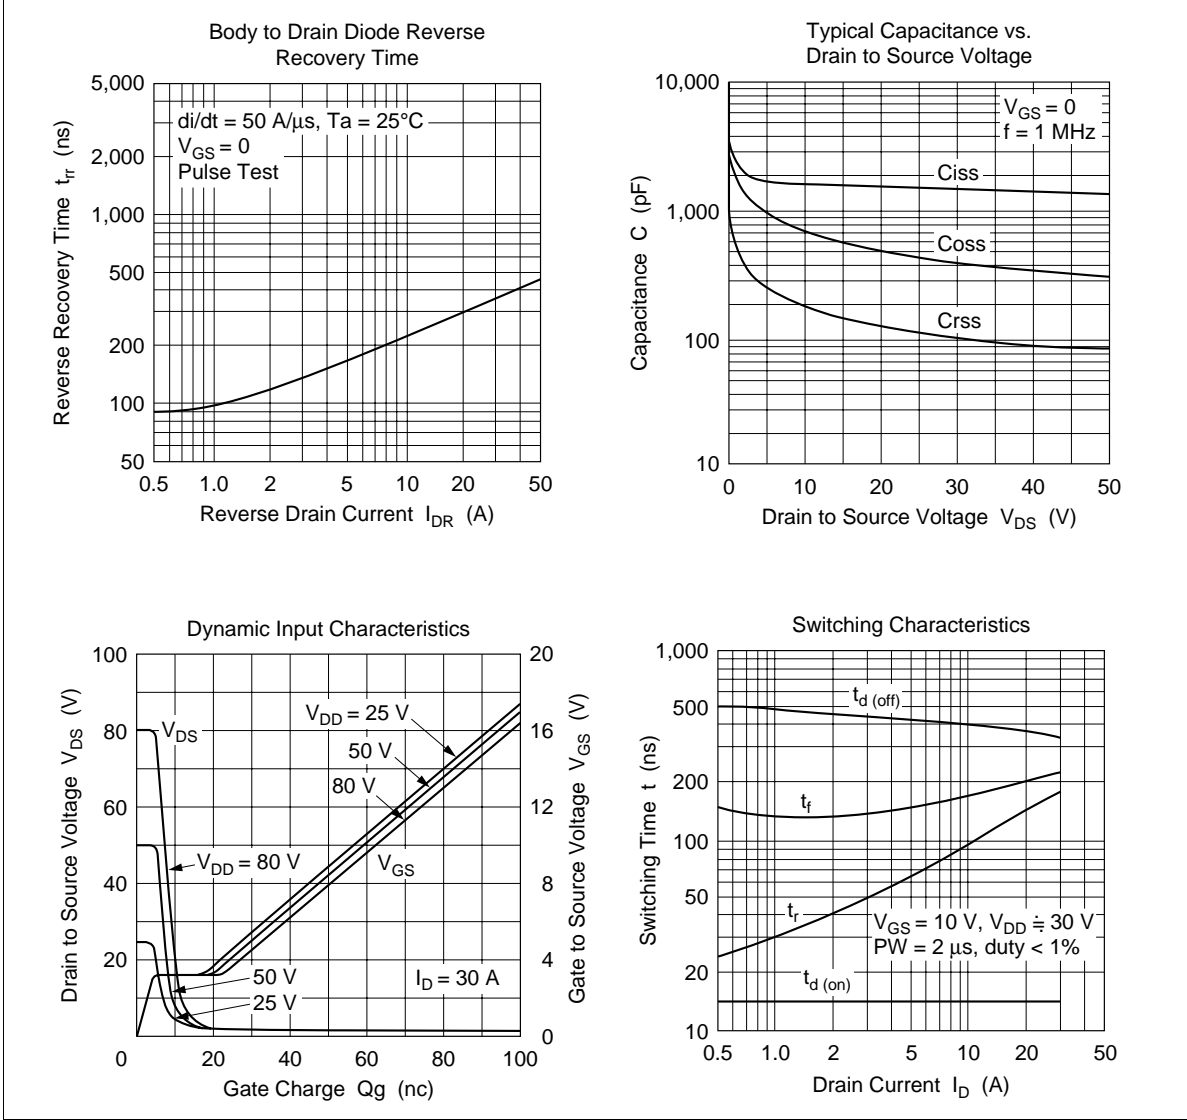 Body to Drain Diode Reverse
Recovery Time
5,000
2,000
1,000
500
200
100
50
Reverse Recovery Time trr (ns)
di/dt = 50 A/μs, Ta = 25°C
VGS = 0
Pulse Test
0.5
1.0
2
5
10
20
50
Reverse Drain Current IDR (A)
Typical Capacitance vs.
Drain to Source Voltage
10,000
1,000
100
10
Capacitance C (pF)
VGS = 0
f = 1 MHz
Ciss
Coss
Crss
0
10
20
30
40
50
Drain to Source Voltage VDS (V)
Dynamic Input Characteristics
100
80
60
40
20
0
Drain to Source Voltage VDS (V)
20
16
12
8
4
0
Gate to Source Voltage VGS (V)
VDS
VDD = 25 V
50 V
80 V
VGS
VDD = 80 V
50 V
25 V
ID = 30 A
20
40
60
80
100
Gate Charge Qg (nc)
Switching Characteristics
1,000
500
200
100
50
20
10
Switching Time t (ns)
td (off)
tf
tr
VGS = 10 V, VDD ≒ 30 V
PW = 2 μs, duty < 1%
td (on)
0.5
1.0
2
5
10
20
50
Drain Current ID (A)